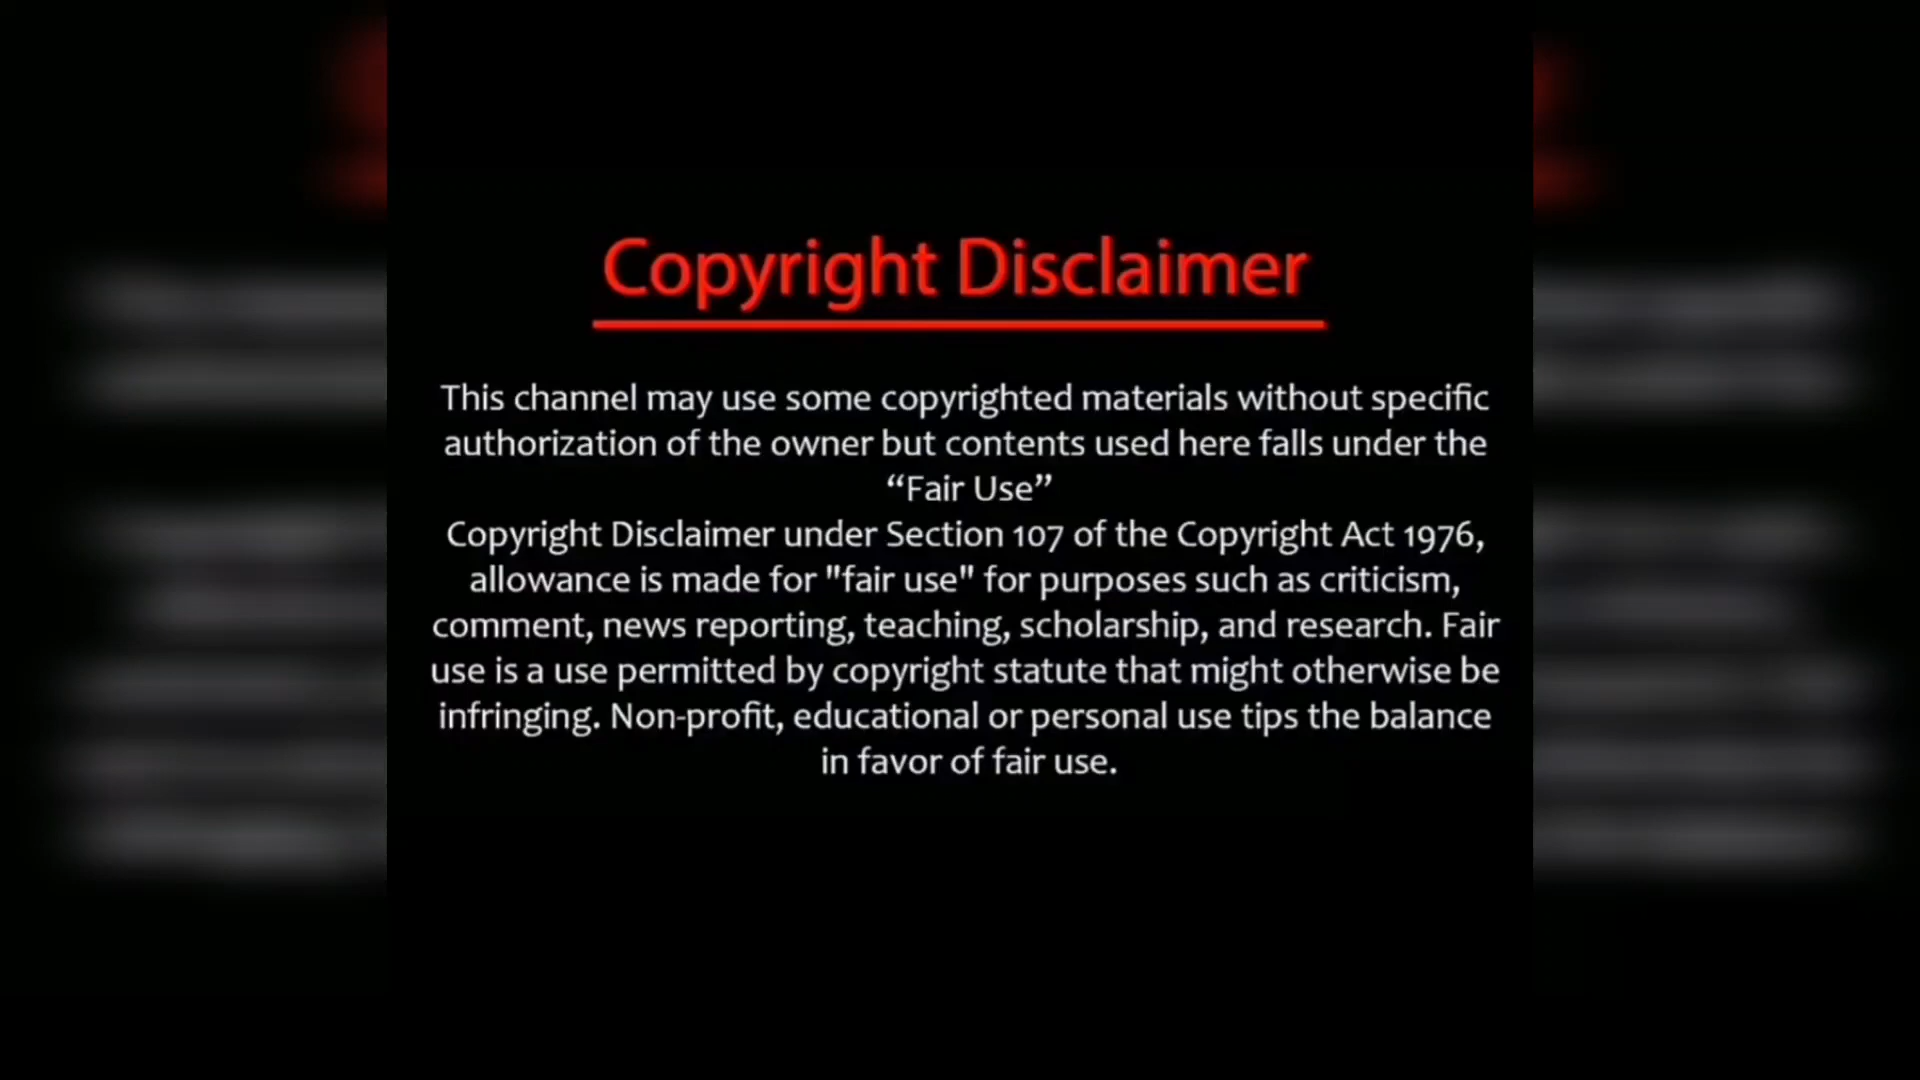 Copyright Disclaimer
This channel may use some copyrighted materials without specific
authorization of the owner but contents used here falls under the
“Fair Use”
Copyright Disclaimer under Section 107 of the Copyright Act 1976,
allowance is made for "fair use" for purposes such as criticism,
comment, news reporting, teaching, scholarship, and research. Fair
use is a use permitted by copyright statute that might otherwise be
infringing. Non-profit, educational or personal use tips the balance
in favor of fair use.